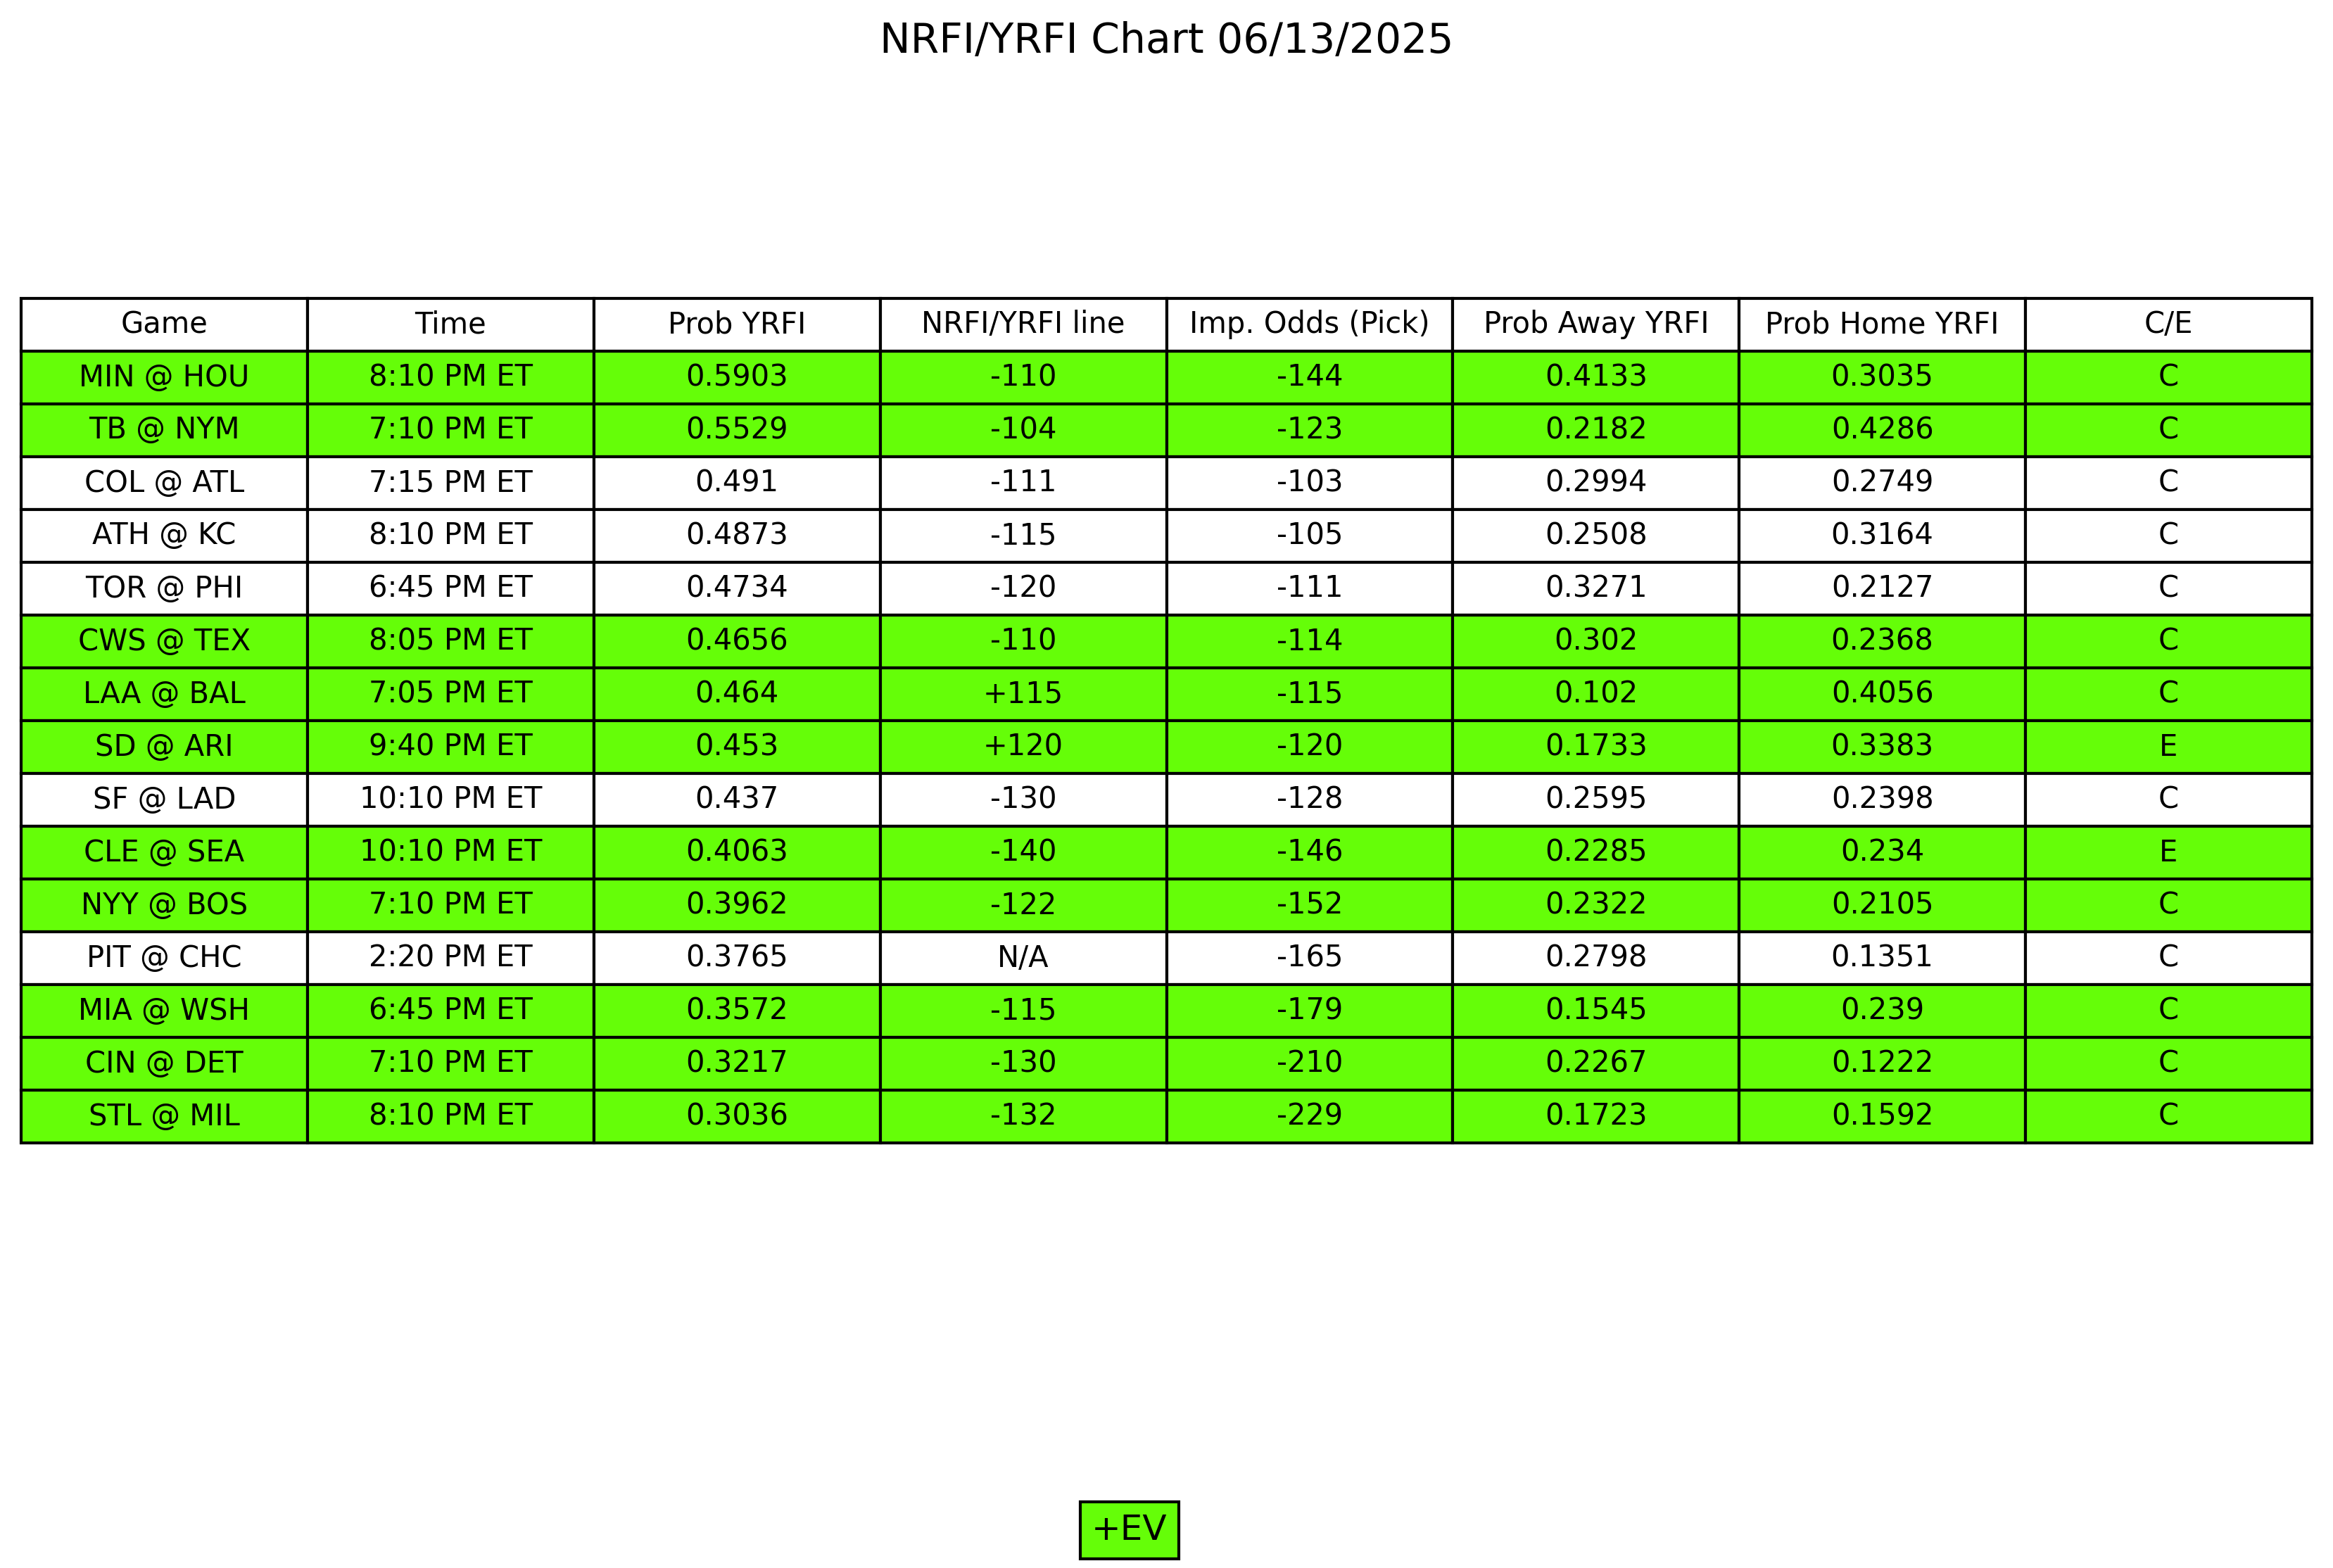 NRFI/YRFI Chart 06/13/2025
Game Time Prob YRFI NRFI/YRFI line Imp. Odds (Pick) Prob Away YRFI Prob Home YRFI C/E
MIN @ HOU 8:10 PM ET 0.5903 -110 -144 0.4133 0.3035 C
TB @ NYM 7:10 PM ET 0.5529 -104 -123 0.2182 0.4286 C
COL @ ATL 7:15 PM ET 0.491 -111 -103 0.2994 0.2749 C
ATH @ KC 8:10 PM ET 0.4873 -115 -105 0.2508 0.3164 C
TOR @ PHI 6:45 PM ET 0.4734 -120 -111 0.3271 0.2127 C
CWS @ TEX 8:05 PM ET 0.4656 -110 -114 0.302 0.2368 C
LAA @ BAL 7:05 PM ET 0.464 +115 -115 0.102 0.4056 C
SD @ ARI 9:40 PM ET 0.453 +120 -120 0.1733 0.3383 E
SF @ LAD 10:10 PM ET 0.437 -130 -128 0.2595 0.2398 C
CLE @ SEA 10:10 PM ET 0.4063 -140 -146 0.2285 0.234 E
NYY @ BOS 7:10 PM ET 0.3962 -122 -152 0.2322 0.2105 C
PIT @ CHC 2:20 PM ET 0.3765 N/A -165 0.2798 0.1351 C
MIA @ WSH 6:45 PM ET 0.3572 -115 -179 0.1545 0.239 C
CIN @ DET 7:10 PM ET 0.3217 -130 -210 0.2267 0.1222 C
STL @ MIL 8:10 PM ET 0.3036 -132 -229 0.1723 0.1592 C
+EV